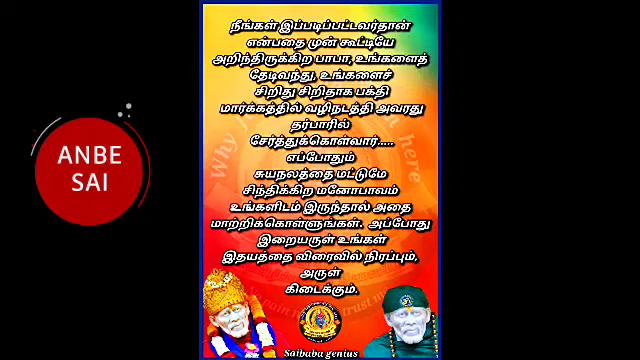 ANBE
SAI
நீங்கள் இப்படிப்பட்டவர்தான்
என்பதை முன் கூட்டியே
அறிந்திருக்கிற பாபா, உங்களைத்
தேடிவந்து, உங்களைச்
சிறிது சிறிதாக பக்தி
மார்க்கத்தில் வழிநடத்தி அவரது
தர்பாரில்
சேர்த்துக்கொள்வார்.....
எப்போதும்
சுயநலத்தை மட்டுமே
சிந்திக்கிற மனோபாவம்
உங்களிடம் இருந்தால் அதை
மாற்றிக்கொள்ளுங்கள். அப்போது
இறையருள் உங்கள்
இதயத்தை விரைவில் நிரப்பும்,
அருள்
கிடைக்கும்.
Saibaba genius